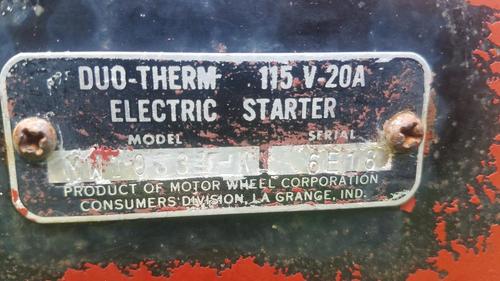 DUO-THERM 115 V-20A
ELECTRIC STARTER
MODEL SERIAL
PRODUCT OF MOTOR WHEEL CORPORATION
CONSUMERS DIVISION, LA GRANGE, IND.